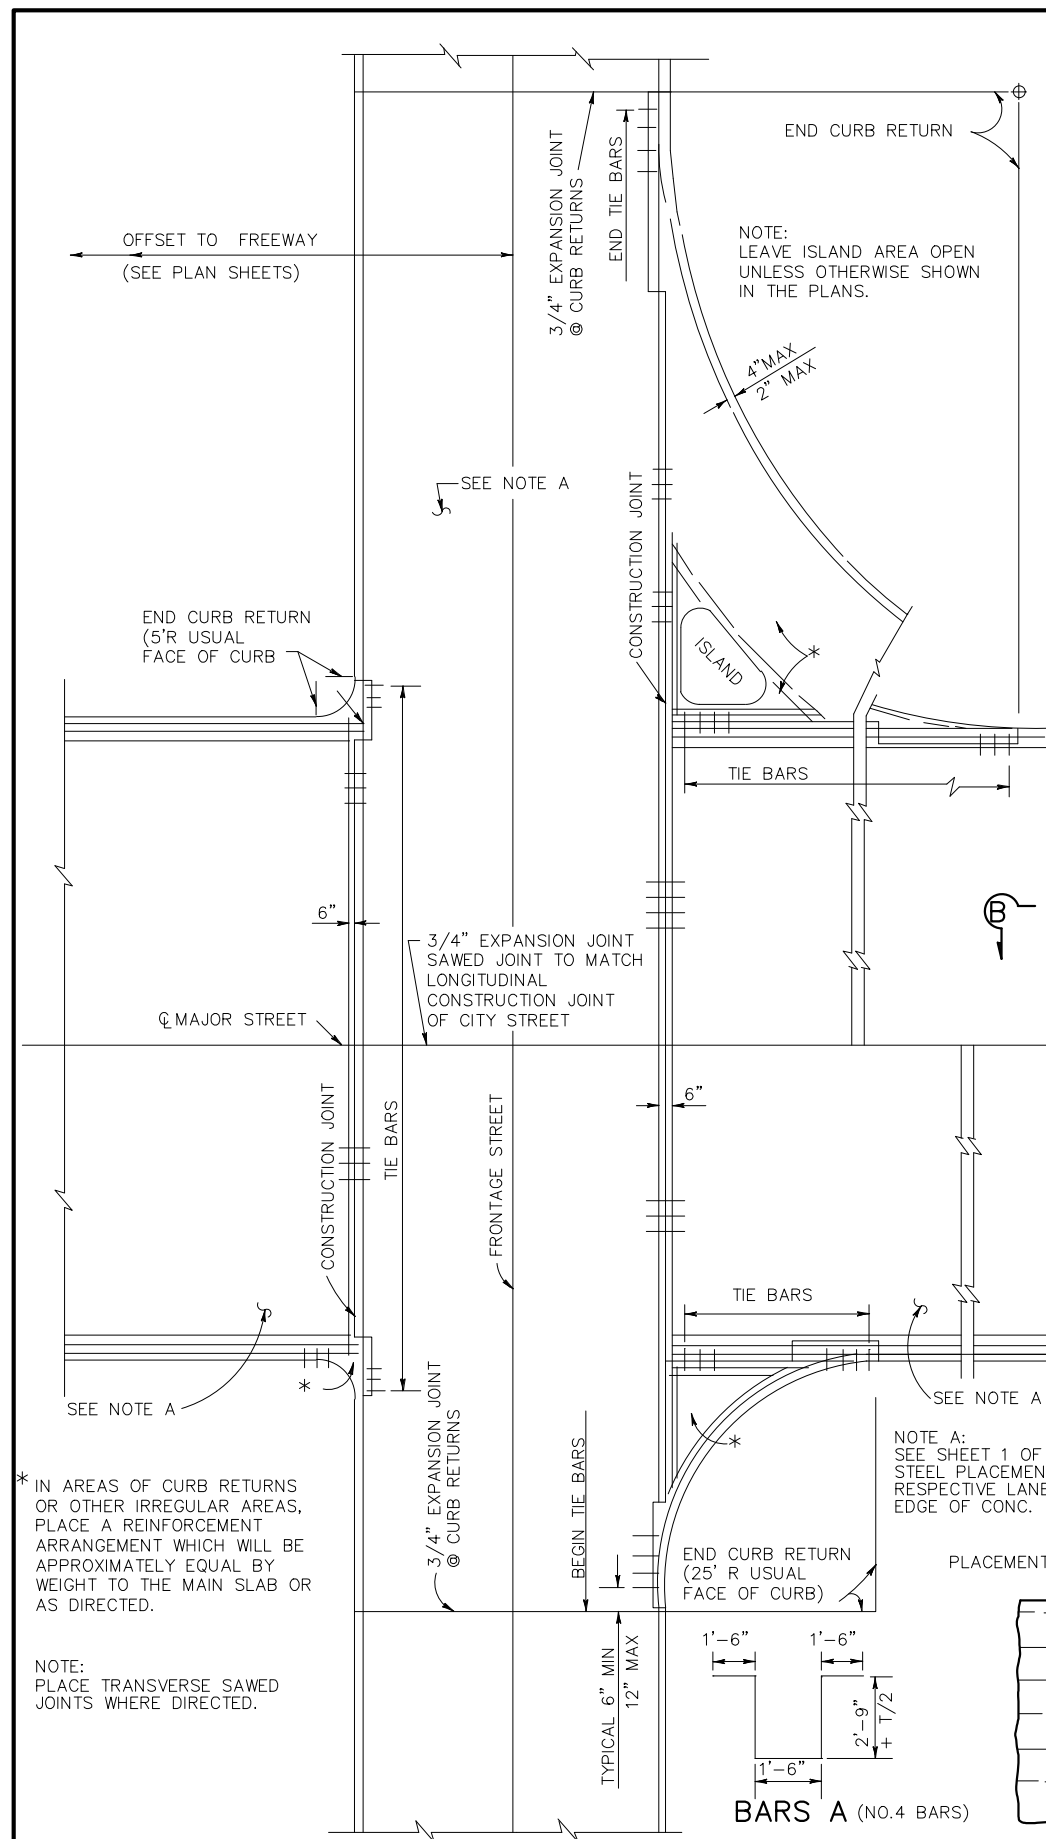 3/4" EXPANSION JOINT
@ CURB RETURNS
END TIE BARS
END CURB RETURN
OFFSET TO FREEWAY
(SEE PLAN SHEETS)
NOTE:
LEAVE ISLAND AREA OPEN
UNLESS OTHERWISE SHOWN
IN THE PLANS.
4"MAX
2" MAX
SEE NOTE A
CONSTRUCTION JOINT
END CURB RETURN
(5'R USUAL
FACE OF CURB
ISLAND
*
TIE BARS
6"
B
3/4" EXPANSION JOINT
SAWED JOINT TO MATCH
LONGITUDINAL
CONSTRUCTION JOINT
OF CITY STREET
℄ MAJOR STREET
CONSTRUCTION JOINT
TIE BARS
FRONTAGE STREET
6"
TIE BARS
*
SEE NOTE A
SEE NOTE A
3/4" EXPANSION JOINT
@ CURB RETURNS
BEGIN TIE BARS
*
NOTE A:
SEE SHEET 1 OF
STEEL PLACEMEN
RESPECTIVE LANE
EDGE OF CONC.
* IN AREAS OF CURB RETURNS
OR OTHER IRREGULAR AREAS,
PLACE A REINFORCEMENT
ARRANGEMENT WHICH WILL BE
APPROXIMATELY EQUAL BY
WEIGHT TO THE MAIN SLAB OR
AS DIRECTED.
END CURB RETURN
(25' R USUAL
FACE OF CURB)
PLACEMENT
NOTE:
PLACE TRANSVERSE SAWED
JOINTS WHERE DIRECTED.
TYPICAL 6" MIN
12" MAX
1'-6"
1'-6"
2'-9"
+ T/2
1'-6"
BARS A (NO.4 BARS)